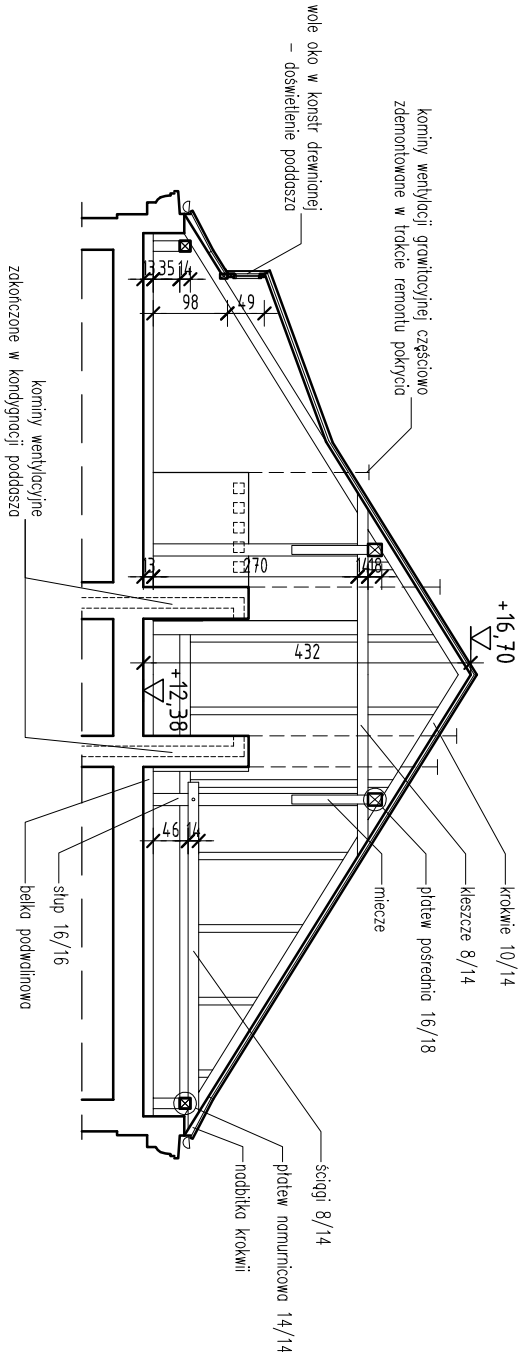 wole oko w konstr drewnianej
– doświetlenie poddasza
kominy wentylacji grawitacyjnej częściowo
zdemontowane w trakcie remontu pokrycia
+16,70
krokwie 10/14
kleszcze 8/14
płatew pośrednia 16/18
miecze
ściągi 8/14
płatew namurnicowa 14/14
nadbitka krokwii
13
35
14
98
49
13
270
14
18
432
+12,38
46
14
kominy wentylacyjne
zakończone w kondygnacji poddasza
słup 16/16
belka podwalinowa